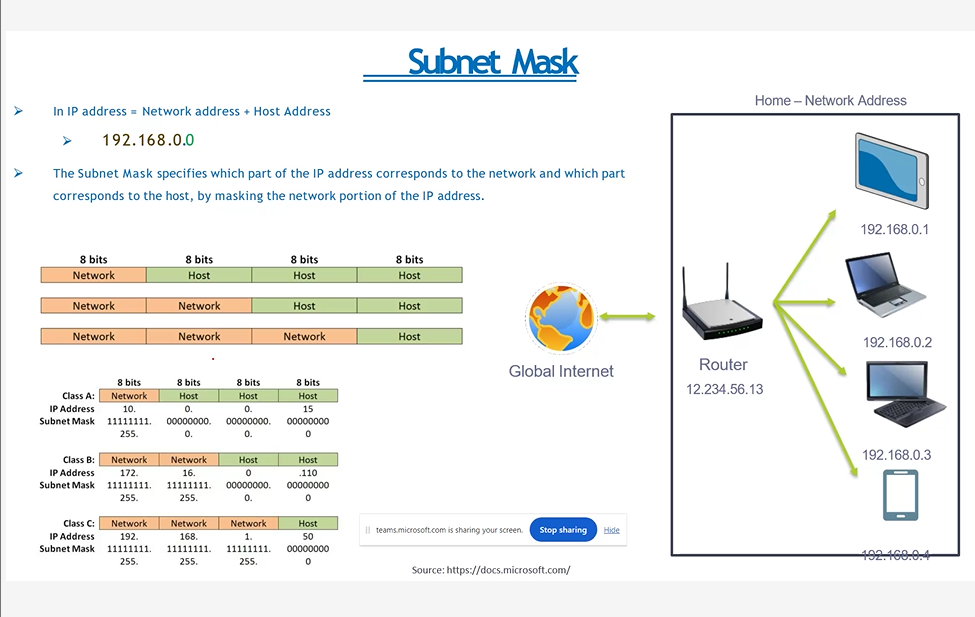 Subnet Mask
In IP address = Network address + Host Address
192.168.0.0
The Subnet Mask specifies which part of the IP address corresponds to the network and which part
corresponds to the host, by masking the network portion of the IP address.
8 bits 8 bits 8 bits 8 bits
Network Host Host Host
Network Network Host Host
Network Network Network Host
8 bits 8 bits 8 bits 8 bits
Class A: Network Host Host Host
IP Address 10. 0. 0. 15
Subnet Mask 11111111. 00000000. 00000000. 00000000
255. 0. 0. 0
Class B: Network Network Host Host
IP Address 172. 16. 0 .110
Subnet Mask 11111111. 11111111. 00000000. 00000000
255. 255. 0. 0
Class C: Network Network Network Host
IP Address 192. 168. 1. 50
Subnet Mask 11111111. 11111111. 11111111. 00000000
255. 255. 255. 0
Global Internet
Router
12.234.56.13
Home – Network Address
192.168.0.1
192.168.0.2
192.168.0.3
192.168.0.4
teams.microsoft.com is sharing your screen. Stop sharing Hide
Source: https://docs.microsoft.com/